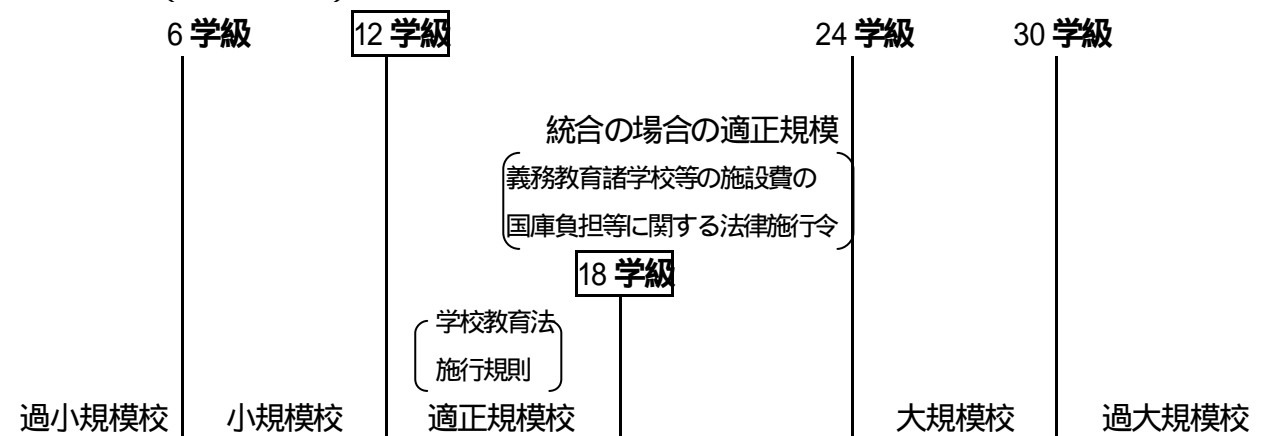 6 学級 12 学級 24 学級 30 学級
統合の場合の適正規模
義務教育諸学校等の施設費の
国庫負担等に関する法律施行令
18 学級
学校教育法
施行規則
過小規模校 小規模校 適正規模校 大規模校 過大規模校